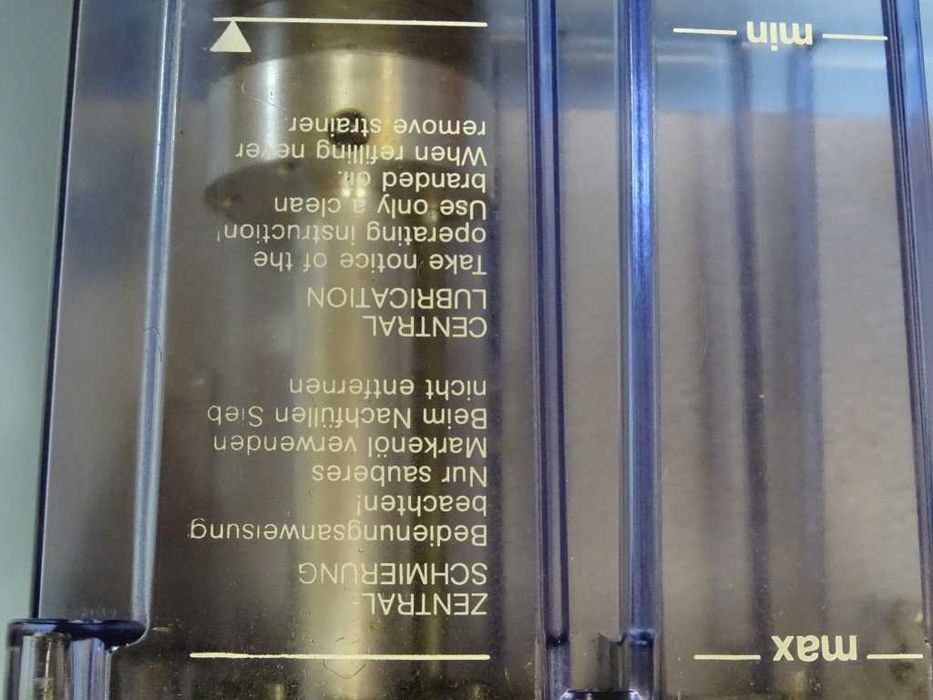 max
ZENTRAL-
SCHMIERUNG
Bedienungsanweisung
beachten!
Nur sauberes
Markenöl verwenden
Beim Nachfüllen Sieb
nicht entfernen
CENTRAL
LUBRICATION
Take notice of the
operating instruction!
Use only a clean
branded oil.
When refilling never
remove strainer
min